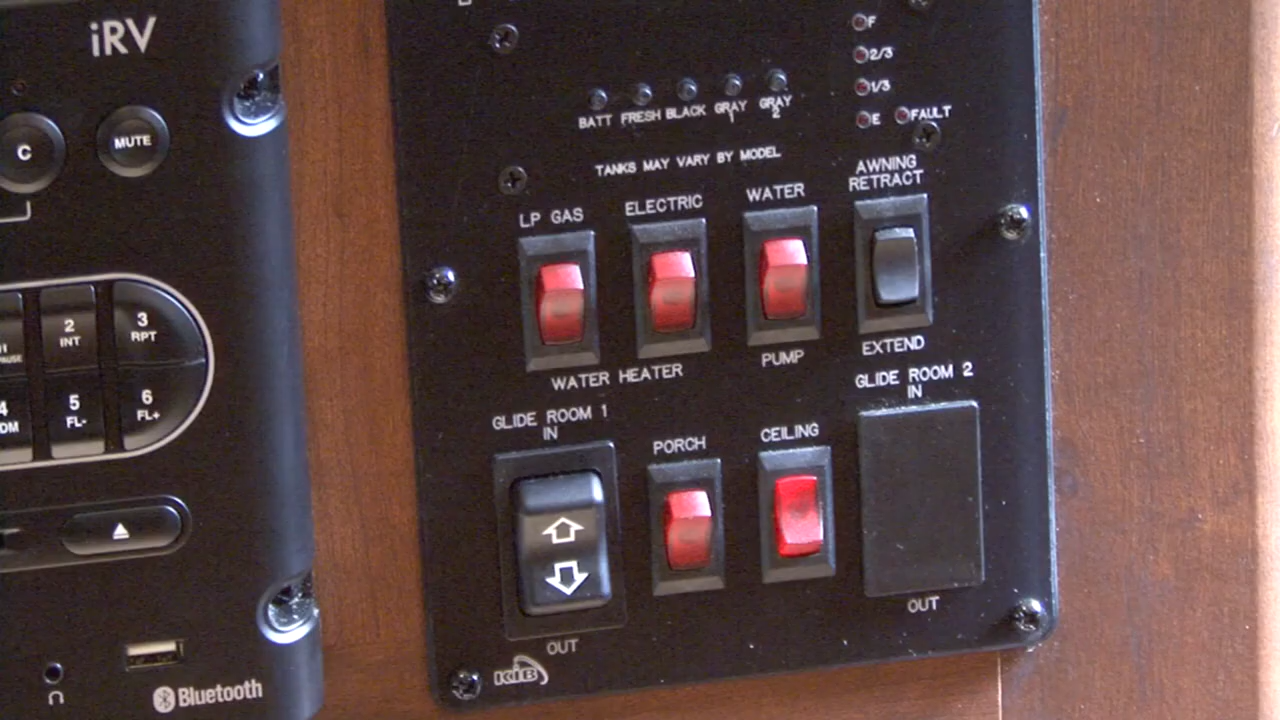 iRV
C
MUTE
2
INT
3
RPT
4
5
FL-
6
FL+
Bluetooth
F
2/3
1/3
E
FAULT
BATT FRESH BLACK GRAY 1 GRAY 2
TANKS MAY VARY BY MODEL
LP GAS
ELECTRIC
WATER
AWNING
RETRACT
WATER HEATER
PUMP
EXTEND
GLIDE ROOM 1
IN
PORCH
CEILING
GLIDE ROOM 2
IN
OUT
OUT
KIB